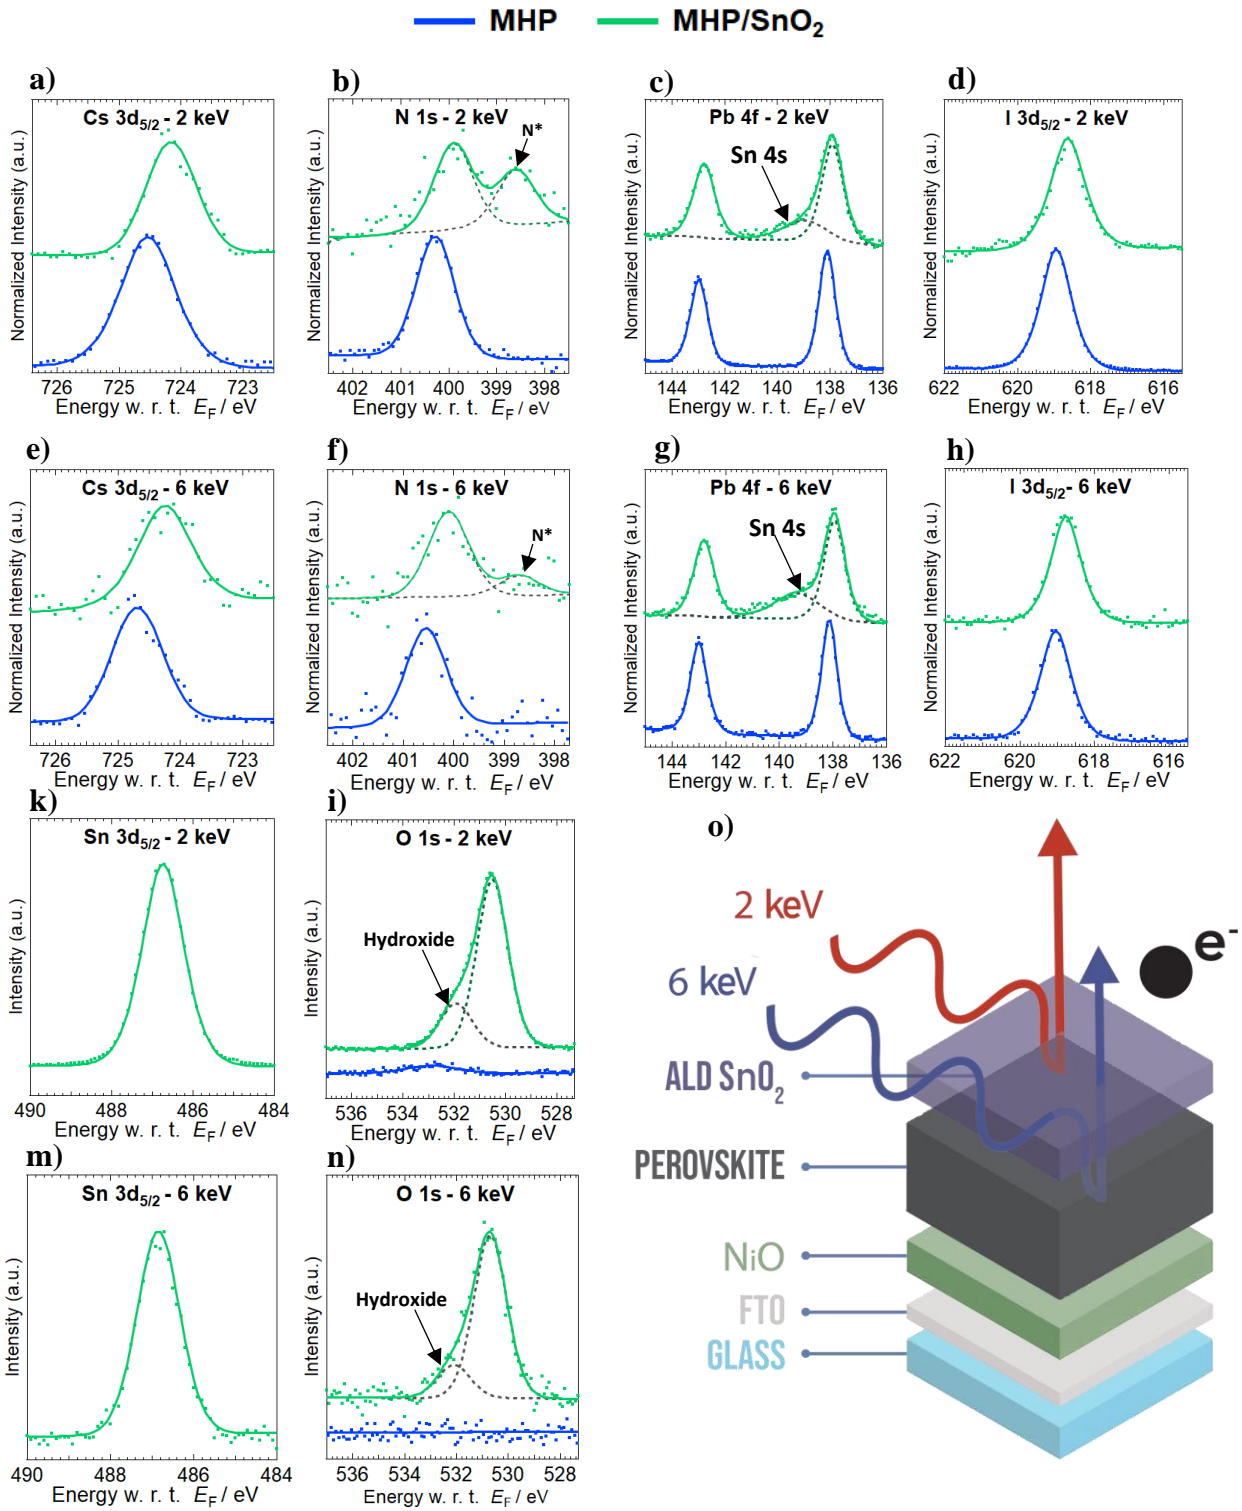 MHP MHP/SnO2
a) b) c) d)
Cs 3d5/2 - 2 keV
Normalized Intensity (a.u.)
726 725 724 723
Energy w. r. t. EF / eV
N 1s - 2 keV
N*
Normalized Intensity (a.u.)
402 401 400 399 398
Energy w. r. t. EF / eV
Pb 4f - 2 keV
Sn 4s
Normalized Intensity (a.u.)
144 142 140 138 136
Energy w. r. t. EF / eV
I 3d5/2 - 2 keV
Normalized Intensity (a.u.)
622 620 618 616
Energy w. r. t. EF / eV
e) f) g) h)
Cs 3d5/2 - 6 keV
Normalized Intensity (a.u.)
726 725 724 723
Energy w. r. t. EF / eV
N 1s - 6 keV
N*
Normalized Intensity (a.u.)
402 401 400 399 398
Energy w. r. t. EF / eV
Pb 4f - 6 keV
Sn 4s
Normalized Intensity (a.u.)
144 142 140 138 136
Energy w. r. t. EF / eV
I 3d5/2 - 6 keV
Normalized Intensity (a.u.)
622 620 618 616
Energy w. r. t. EF / eV
k) i)
Sn 3d5/2 - 2 keV
Intensity (a.u.)
490 488 486 484
Energy w. r. t. EF / eV
O 1s - 2 keV
Hydroxide
Intensity (a.u.)
536 534 532 530 528
Energy w. r. t. EF / eV
m) n)
Sn 3d5/2 - 6 keV
Intensity (a.u.)
490 488 486 484
Energy w. r. t. EF / eV
O 1s - 6 keV
Hydroxide
Intensity (a.u.)
536 534 532 530 528
Energy w. r. t. EF / eV
o)
2 keV
e-
6 keV
ALD SnO2
PEROVSKITE
NiO
FTO
GLASS